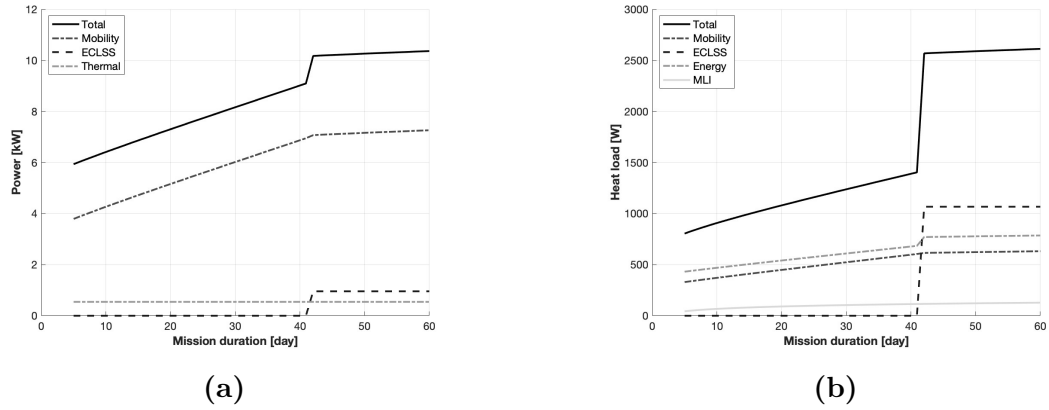 12
10
8
6
4
2
0
0
10
20
30
40
50
60
Power [kW]
Mission duration [day]
Total
Mobility
ECLSS
Thermal
(a)
3000
2500
2000
1500
1000
500
0
0
10
20
30
40
50
60
Heat load [W]
Mission duration [day]
Total
Mobility
ECLSS
Energy
MLI
(b)